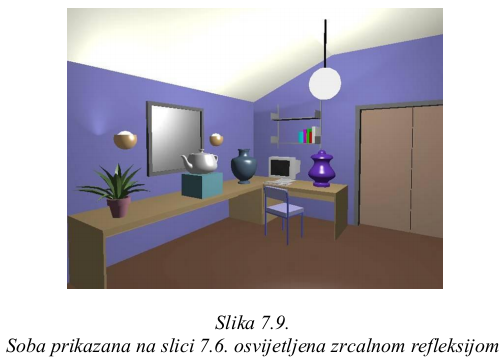 Slika 7.9.
Soba prikazana na slici 7.6. osvijetljena zrcalnom refleksijom